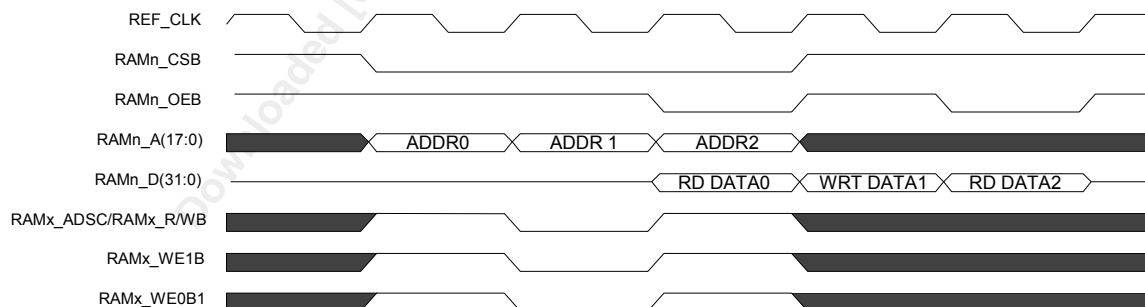 REF_CLK
RAMn_CSB
RAMn_OEB
RAMn_A(17:0) ADDR0 ADDR 1 ADDR2
RAMn_D(31:0) RD DATA0 WRT DATA1 RD DATA2
RAMx_ADSC/RAMx_R/WB
RAMx_WE1B
RAMx_WE0B1
Downloaded [